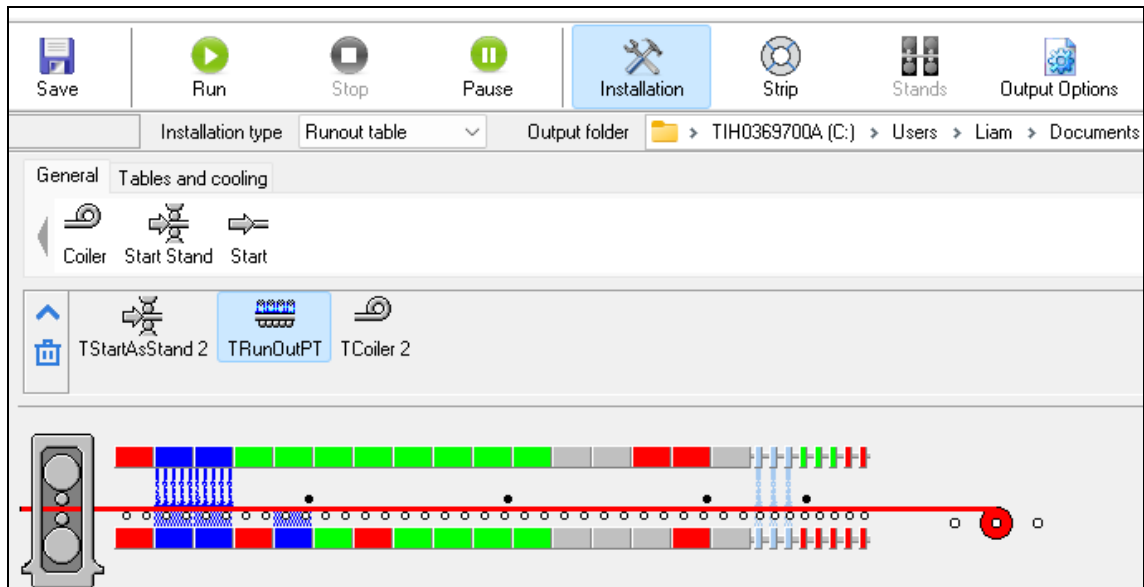 Save Run Stop Pause Installation Strip Stands Output Options
Installation type Runout table Output folder > TIH0369700A (C:) > Users > Liam > Documents
General Tables and cooling
Coiler Start Stand Start
TStartAsStand 2 TRunOutPT TCoiler 2